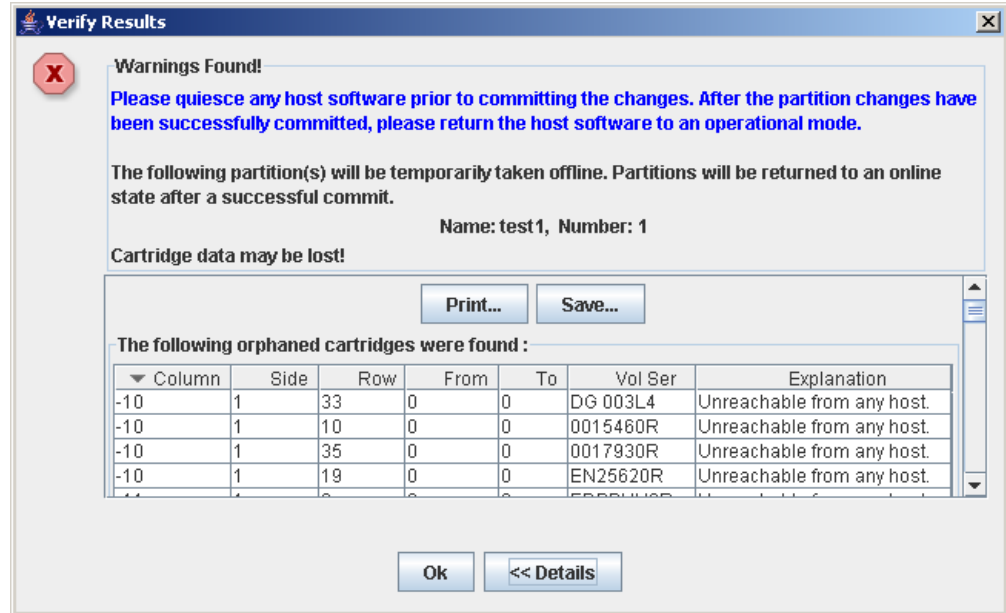 Verify Results
Warnings Found!
Please quiesce any host software prior to committing the changes. After the partition changes have
been successfully committed, please return the host software to an operational mode.
The following partition(s) will be temporarily taken offline. Partitions will be returned to an online
state after a successful commit.
Name: test1, Number: 1
Cartridge data may be lost!
Print... Save...
The following orphaned cartridges were found :
Column Side Row From To Vol Ser Explanation
-10 1 33 0 0 DG 003L4 Unreachable from any host.
-10 1 10 0 0 0015460R Unreachable from any host.
-10 1 35 0 0 0017930R Unreachable from any host.
-10 1 19 0 0 EN25620R Unreachable from any host.
Ok << Details